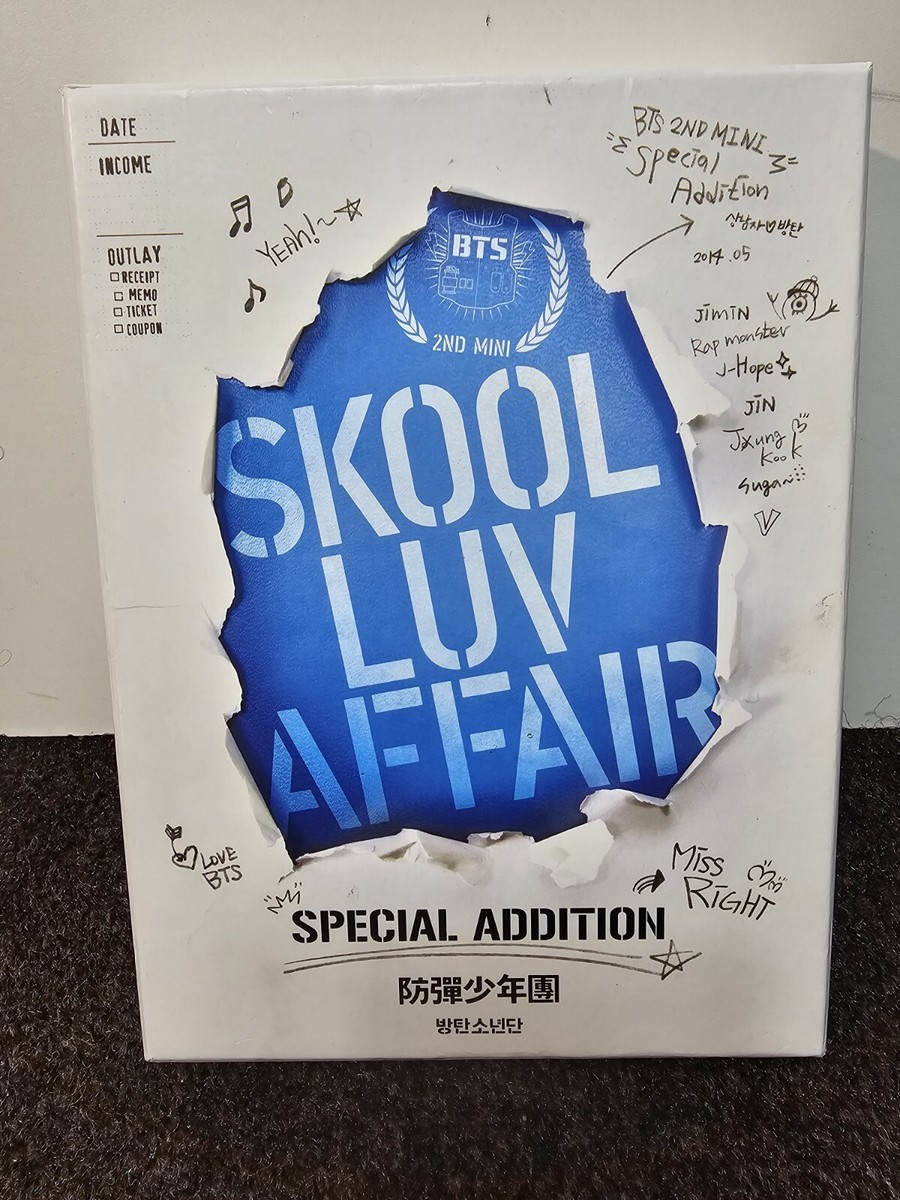 DATE
INCOME
OUTLAY
RECEIPT
MEMO
TICKET
COUPON
YEAH!~
BTS 2ND MINI
Special
Addition
상남자♡방탄
2014.05
JiMiN
Rap monster
J-Hope
JiN
Jxung
KooK
Suga~
BTS
2ND MINI
SKOOL
LUV
AFFAIR
LOVE
BTS
Miss
RiGHT
SPECIAL ADDITION
防彈少年團
방탄소년단